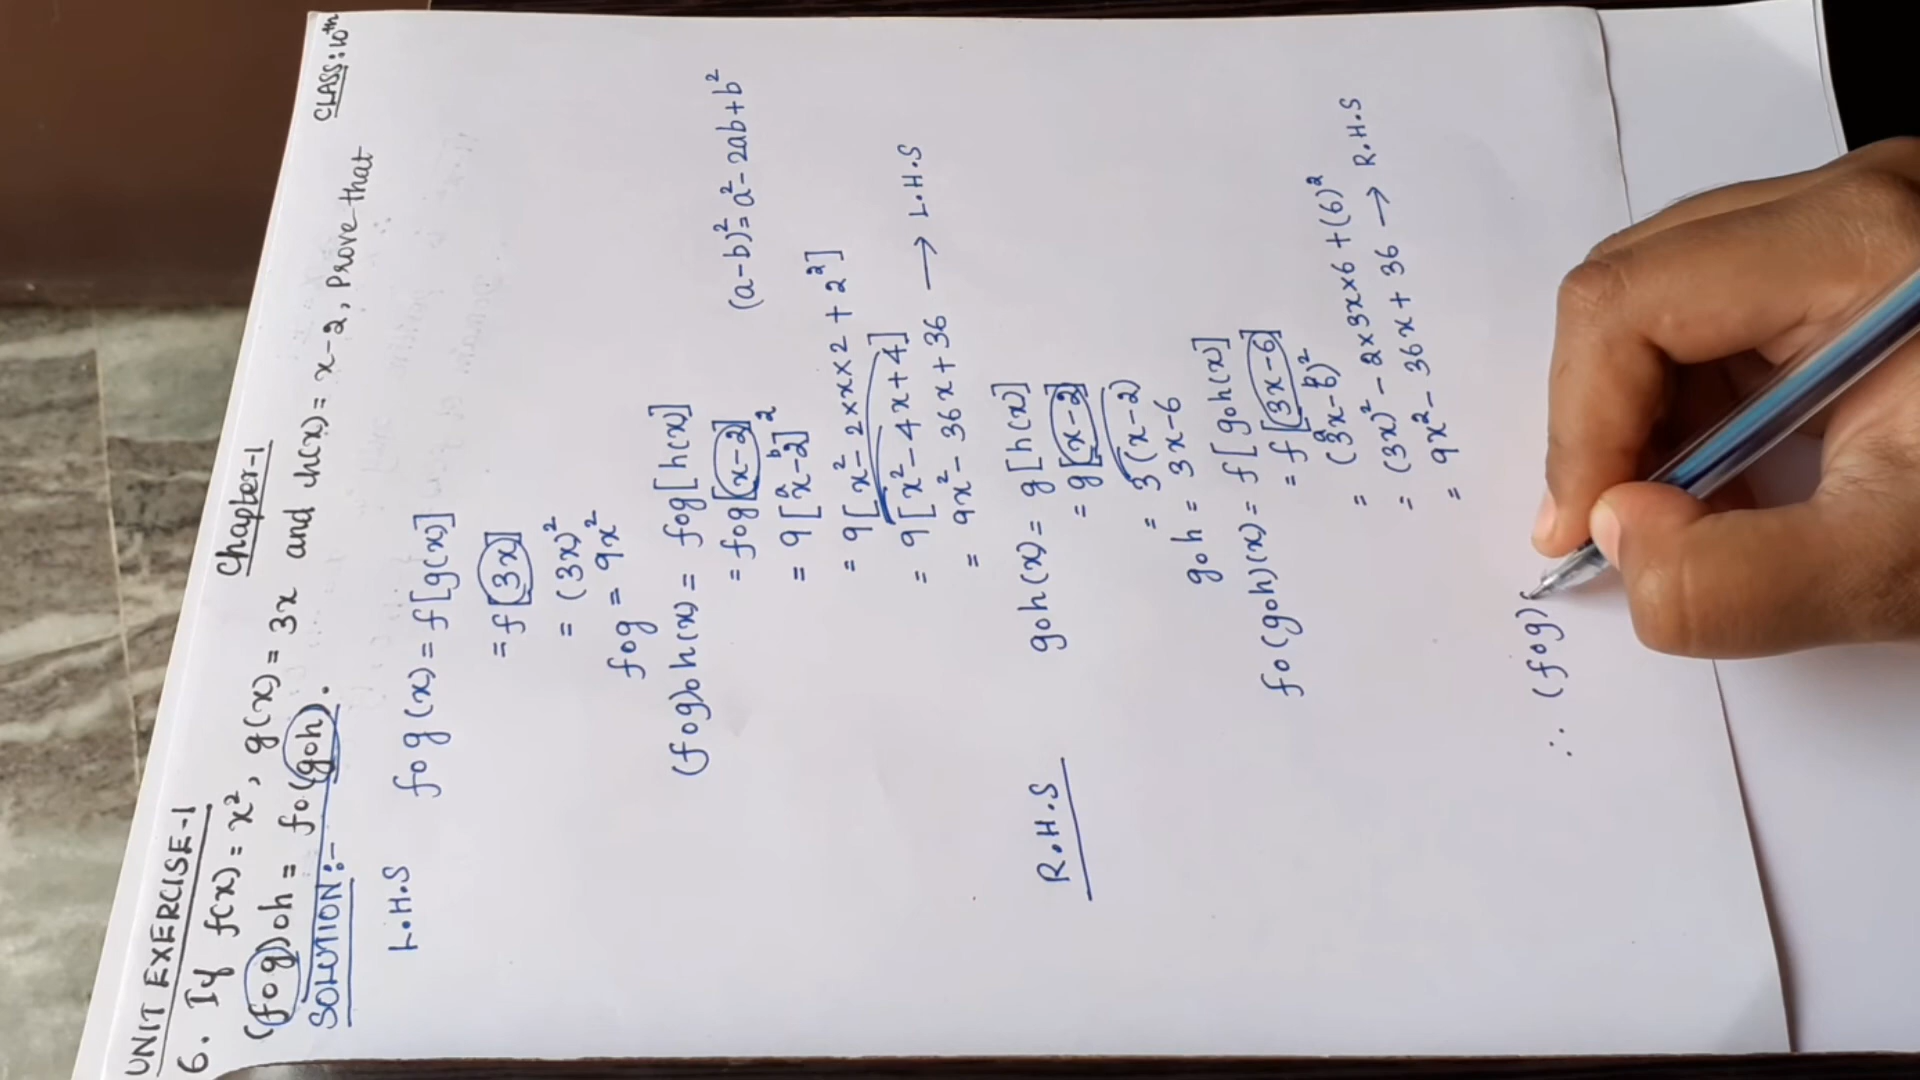 UNIT EXERCISE-1 Chapter-1 CLASS:10th
6. If f(x) = x², g(x) = 3x and h(x) = x-2, Prove that
(fog)oh = fo(goh).
SOLUTION:-
L.H.S fog(x) = f[g(x)]
= f[3x]
= (3x)²
fog = 9x²
(fog)oh(x) = fog[h(x)]
= fog[(x-2)] (a-b)² = a²-2ab+b²
= 9[x-2]²
a b
= 9[x²-2×x×2+2²]
= 9[x²-4x+4]
= 9x²-36x+36 → L.H.S
R.H.S goh(x) = g[h(x)]
= g[(x-2)]
= 3(x-2)
goh = 3x-6
fo(goh)(x) = f[goh(x)]
= f[(3x-6)]
= (3x-6)²
a b
= (3x)²-2×3x×6+(6)²
= 9x²-36x+36 → R.H.S
∴ (fog)